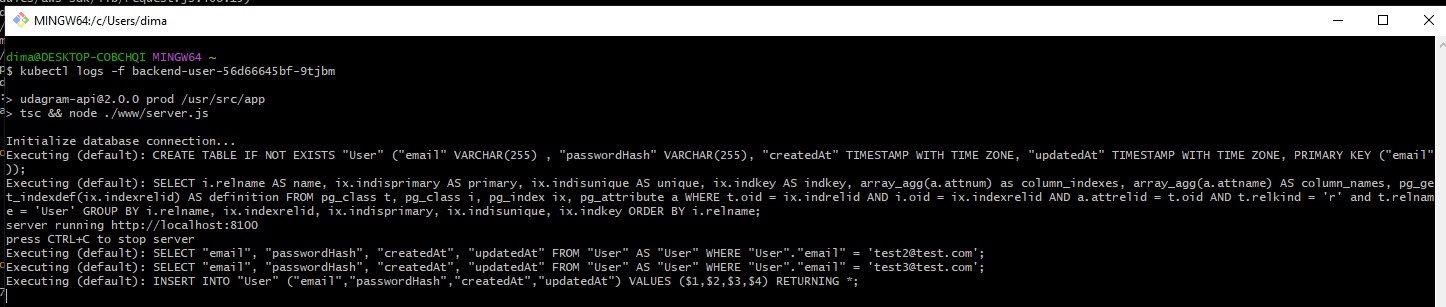 MINGW64:/c/Users/dima
dima@DESKTOP-COBCHQI MINGW64 ~
$ kubectl logs -f backend-user-56d66645bf-9tjbm
> udagram-api@2.0.0 prod /usr/src/app
> tsc && node ./www/server.js
Initialize database connection...
Executing (default): CREATE TABLE IF NOT EXISTS "User" ("email" VARCHAR(255) , "passwordHash" VARCHAR(255), "createdAt" TIMESTAMP WITH TIME ZONE, "updatedAt" TIMESTAMP WITH TIME ZONE, PRIMARY KEY ("email"
));
Executing (default): SELECT i.relname AS name, ix.indisprimary AS primary, ix.indisunique AS unique, ix.indkey AS indkey, array_agg(a.attnum) as column_indexes, array_agg(a.attname) AS column_names, pg_ge
t_indexdef(ix.indexrelid) AS definition FROM pg_class t, pg_class i, pg_index ix, pg_attribute a WHERE t.oid = ix.indrelid AND i.oid = ix.indexrelid AND a.attrelid = t.oid AND t.relkind = 'r' and t.relnam
e = 'User' GROUP BY i.relname, ix.indexrelid, ix.indisprimary, ix.indisunique, ix.indkey ORDER BY i.relname;
server running http://localhost:8100
press CTRL+C to stop server
Executing (default): SELECT "email", "passwordHash", "createdAt", "updatedAt" FROM "User" AS "User" WHERE "User"."email" = 'test2@test.com';
Executing (default): SELECT "email", "passwordHash", "createdAt", "updatedAt" FROM "User" AS "User" WHERE "User"."email" = 'test3@test.com';
Executing (default): INSERT INTO "User" ("email","passwordHash","createdAt","updatedAt") VALUES ($1,$2,$3,$4) RETURNING *;